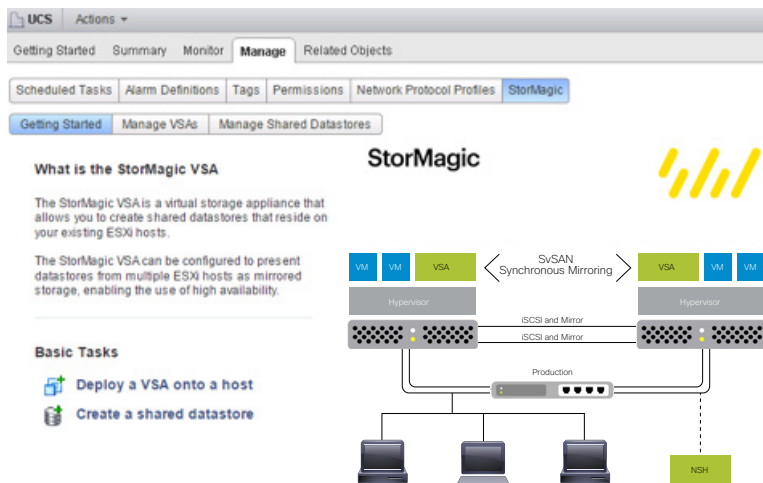 UCS Actions
Getting Started Summary Monitor Manage Related Objects
Scheduled Tasks Alarm Definitions Tags Permissions Network Protocol Profiles StorMagic
Getting Started Manage VSAs Manage Shared Datastores
What is the StorMagic VSA
The StorMagic VSA is a virtual storage appliance that
allows you to create shared datastores that reside on
your existing ESXi hosts.
The StorMagic VSA can be configured to present
datastores from multiple ESXi hosts as mirrored
storage, enabling the use of high availability.
Basic Tasks
Deploy a VSA onto a host
Create a shared datastore
StorMagic
VM VM VSA
SvSAN
Synchronous Mirroring
VSA VM VM
Hypervisor
Hypervisor
iSCSI and Mirror
iSCSI and Mirror
Production
NSH